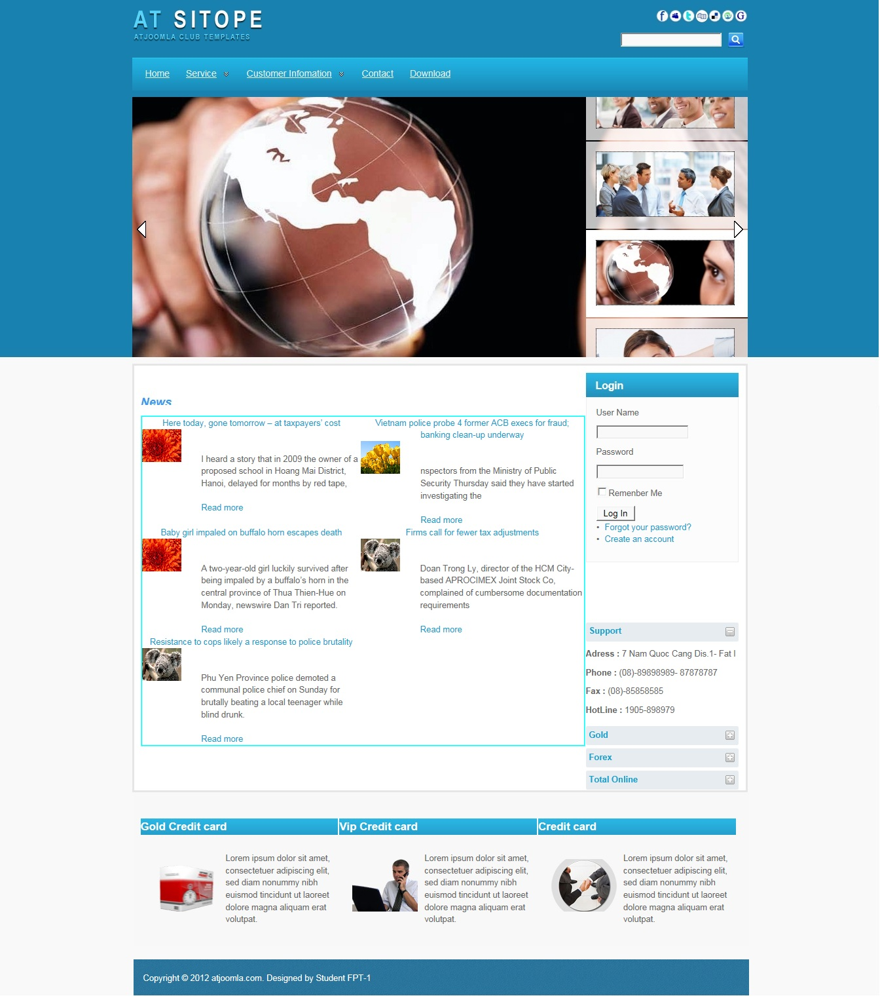 AT SITOPE
ATJOOMLA CLUB TEMPLATES
Home Service Customer Infomation Contact Download
News
Here today, gone tomorrow – at taxpayers’ cost
I heard a story that in 2009 the owner of a
proposed school in Hoang Mai District,
Hanoi, delayed for months by red tape,
Read more
Vietnam police probe 4 former ACB execs for fraud;
banking clean-up underway
nspectors from the Ministry of Public
Security Thursday said they have started
investigating the
Read more
Baby girl impaled on buffalo horn escapes death
A two-year-old girl luckily survived after
being impaled by a buffalo’s horn in the
central province of Thua Thien-Hue on
Monday, newswire Dan Tri reported.
Read more
Firms call for fewer tax adjustments
Doan Trong Ly, director of the HCM City-
based APROCIMEX Joint Stock Co,
complained of cumbersome documentation
requirements
Read more
Resistance to cops likely a response to police brutality
Phu Yen Province police demoted a
communal police chief on Sunday for
brutally beating a local teenager while
blind drunk.
Read more
Login
User Name
Password
Remenber Me
Log In
• Forgot your password?
• Create an account
Support
Adress : 7 Nam Quoc Cang Dis.1- Fat I
Phone : (08)-89898989- 87878787
Fax : (08)-85858585
HotLine : 1905-898979
Gold
Forex
Total Online
Gold Credit card
Lorem ipsum dolor sit amet,
consectetuer adipiscing elit,
sed diam nonummy nibh
euismod tincidunt ut laoreet
dolore magna aliquam erat
volutpat.
Vip Credit card
Lorem ipsum dolor sit amet,
consectetuer adipiscing elit,
sed diam nonummy nibh
euismod tincidunt ut laoreet
dolore magna aliquam erat
volutpat.
Credit card
Lorem ipsum dolor sit amet,
consectetuer adipiscing elit,
sed diam nonummy nibh
euismod tincidunt ut laoreet
dolore magna aliquam erat
volutpat.
Copyright © 2012 atjoomla.com. Designed by Student FPT-1